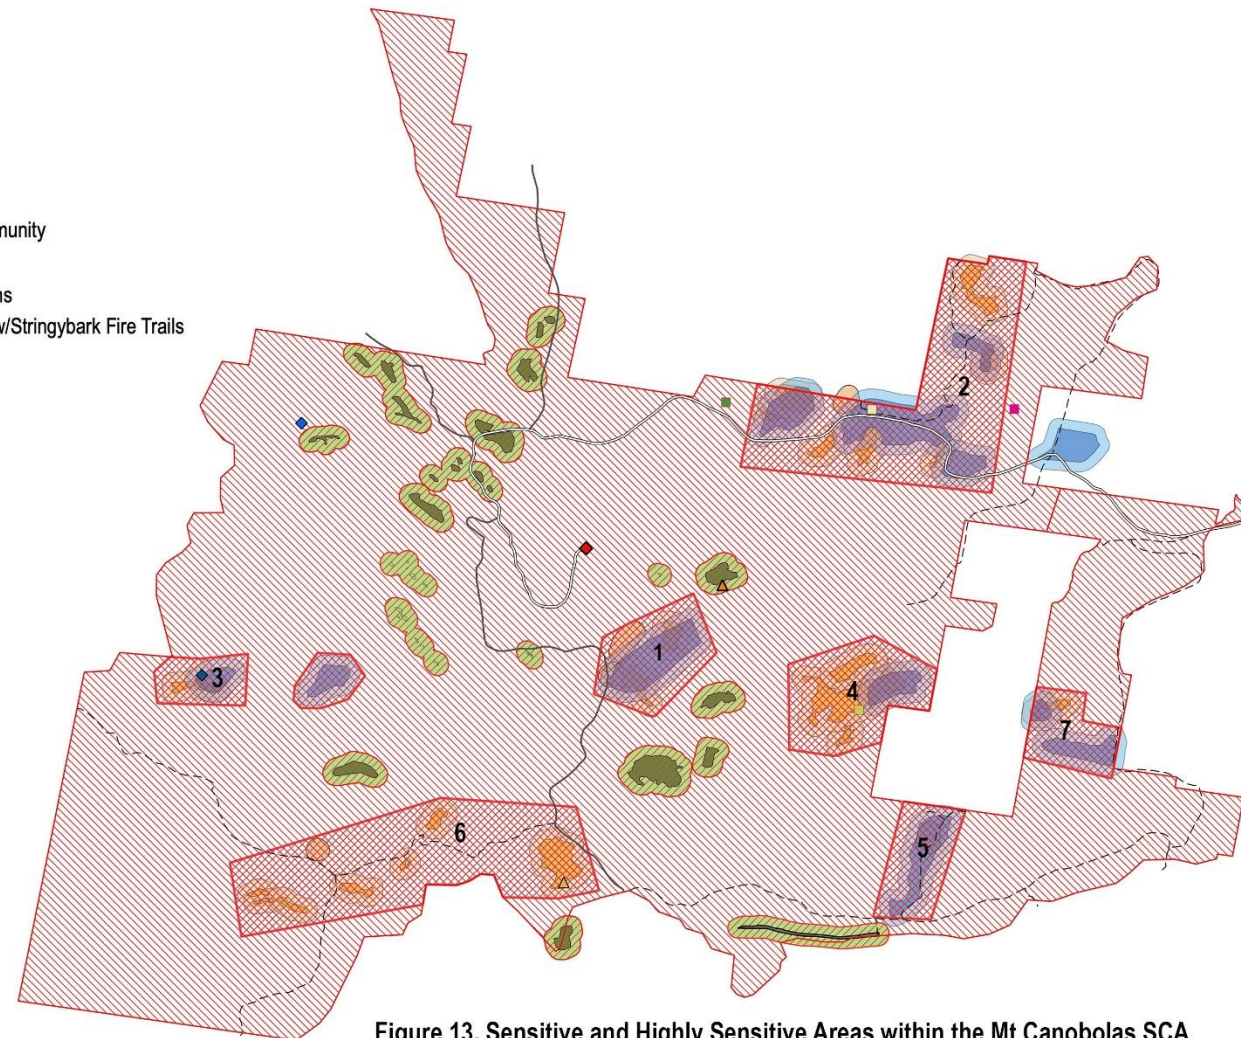 munity
ns
w/Stringybark Fire Trails
2
1
3
4
7
6
5
Figure 13. Sensitive and Highly Sensitive Areas within the Mt Canobolas SCA